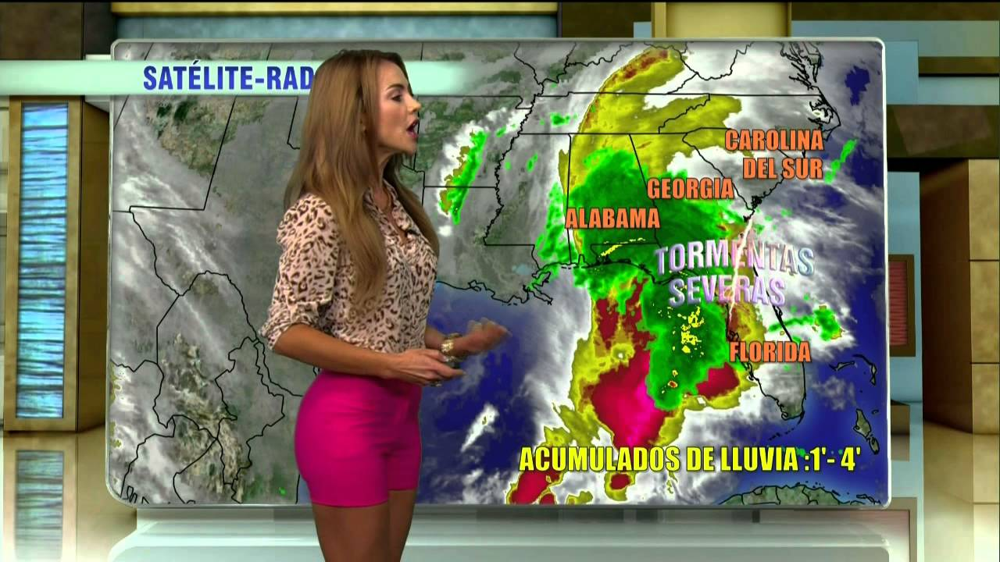 SATÉLITE-RAD
CAROLINA
DEL SUR
GEORGIA
ALABAMA
TORMENTAS
SEVERAS
FLORIDA
ACUMULADOS DE LLUVIA :1'- 4'